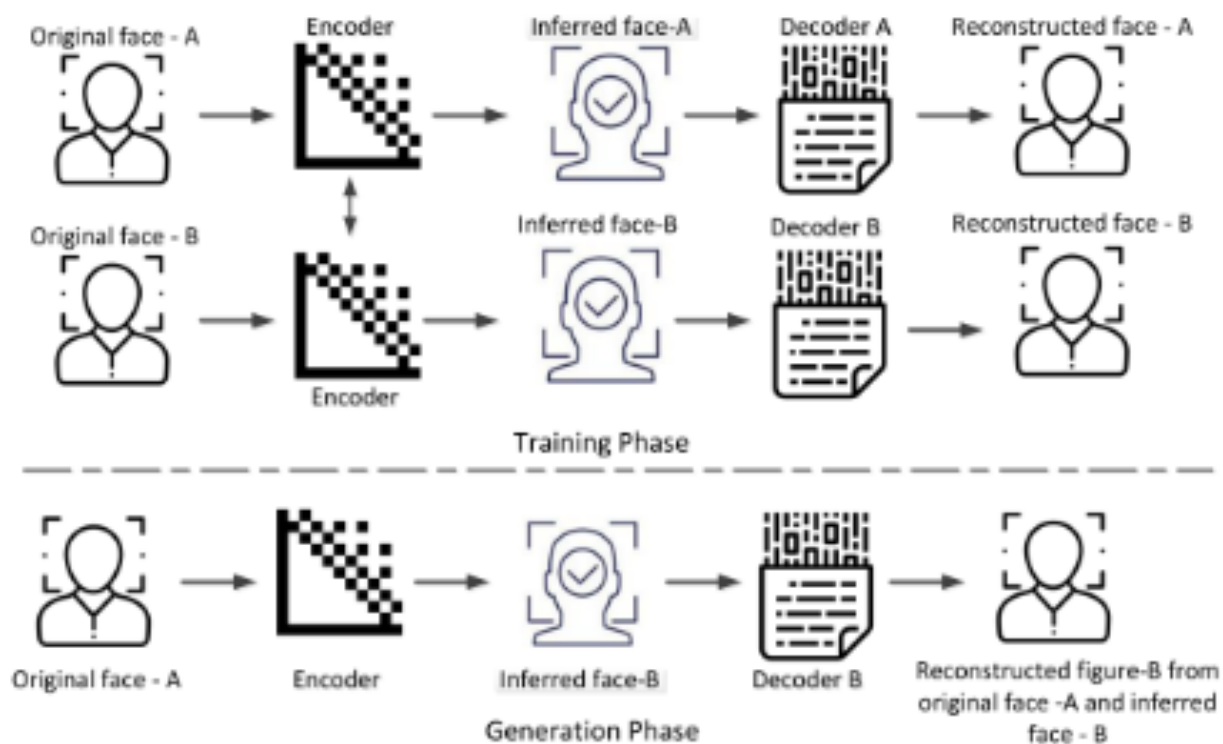 Original face - A
Encoder
Inferred face-A
Decoder A
Reconstructed face - A
Original face - B
Inferred face-B
Decoder B
Reconstructed face - B
Encoder
Training Phase
Original face - A
Encoder
Inferred face-B
Decoder B
Reconstructed figure-B from
original face -A and inferred
face - B
Generation Phase